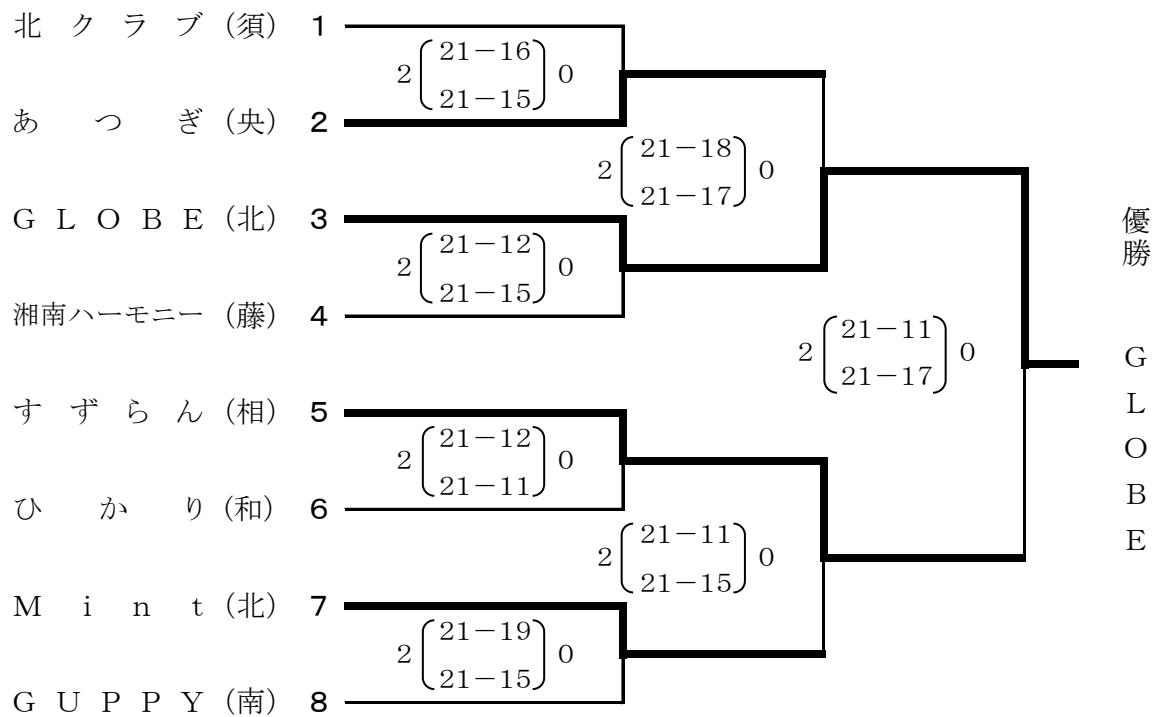 北クラブ（須） 1
2 21－16 0
21－15
あつぎ（央） 2
2 21－18 0
21－17
GLOBE（北） 3
2 21－12 0
21－15
湘南ハーモニー（藤） 4
2 21－11 0
21－17
すずらん（相） 5
2 21－12 0
21－11
ひかり（和） 6
2 21－11 0
21－15
Mint（北） 7
2 21－19 0
21－15
GUPPY（南） 8
優勝 GLOBE